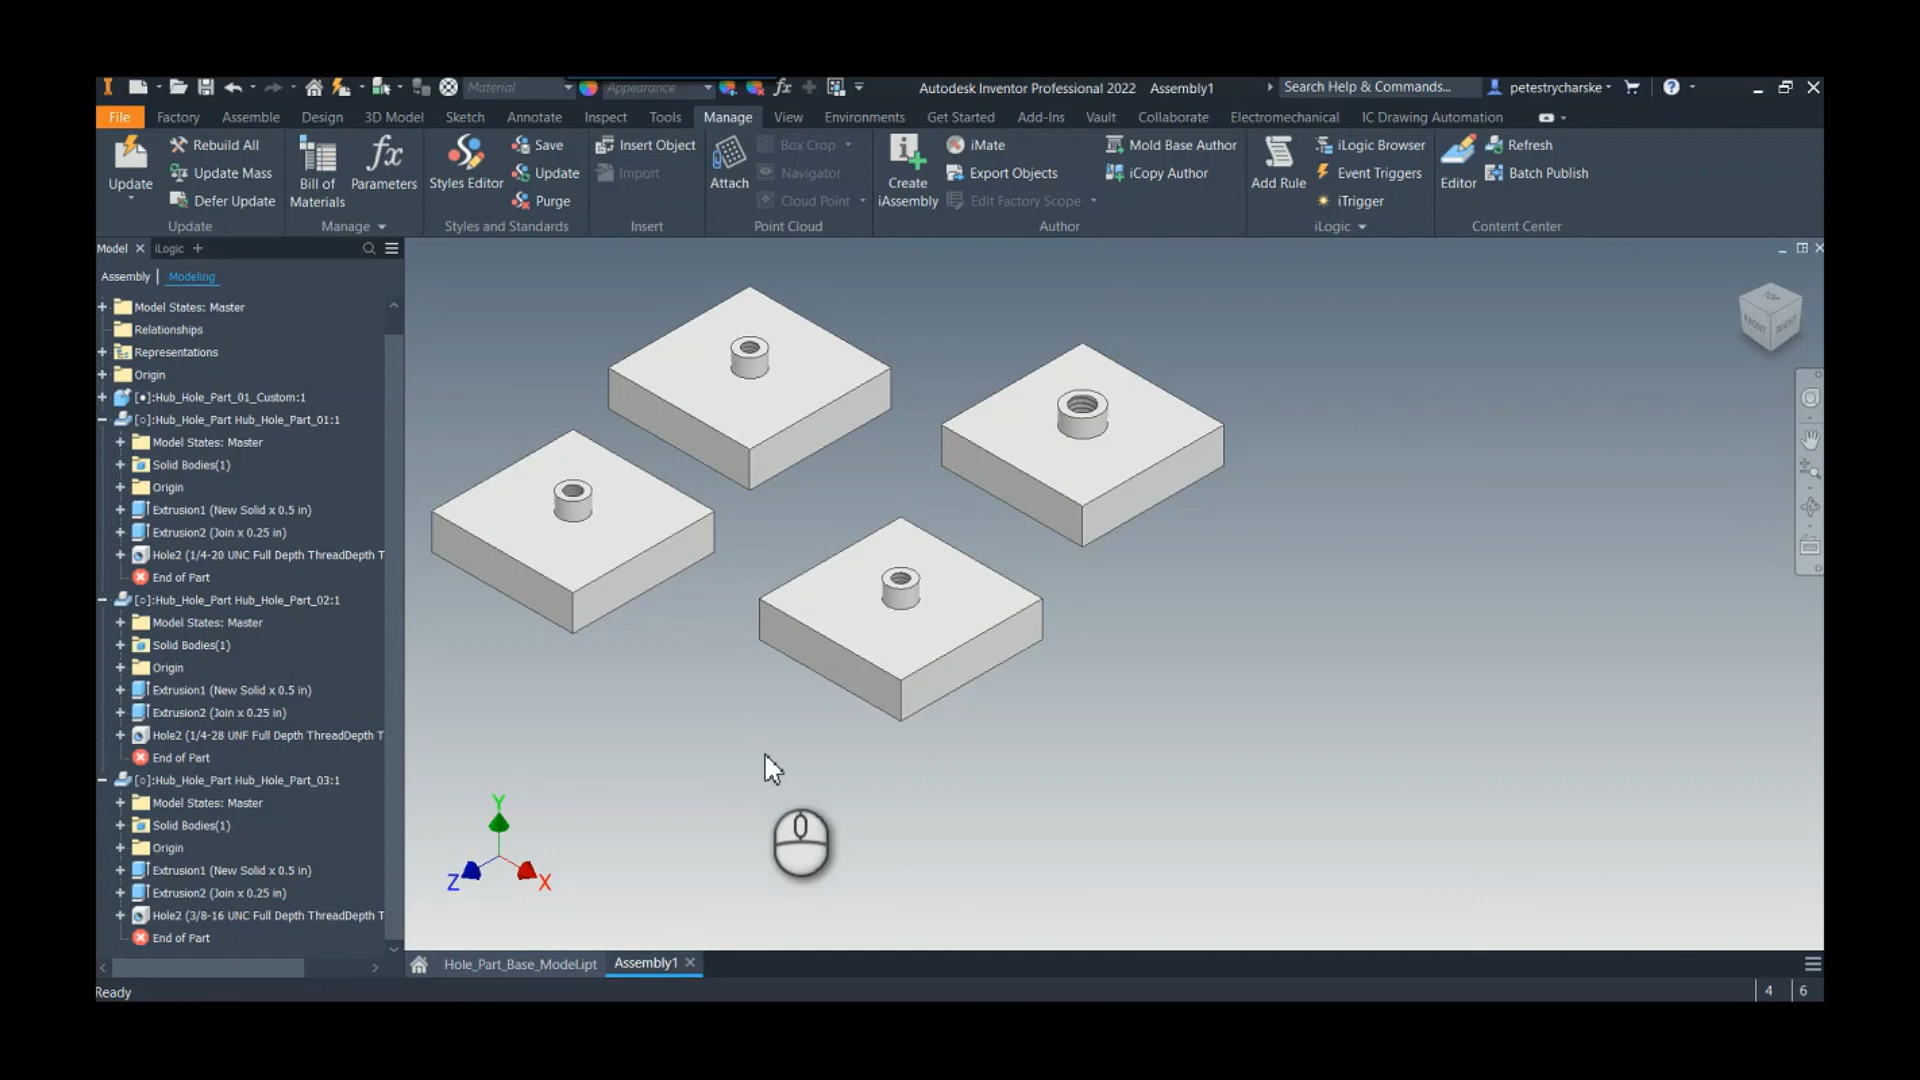 Material
Appearance
fx
Autodesk Inventor Professional 2022 Assembly1
Search Help & Commands...
petestrycharske
File Factory Assemble Design 3D Model Sketch Annotate Inspect Tools Manage View Environments Get Started Add-Ins Vault Collaborate Electromechanical IC Drawing Automation
Update
Rebuild All
Update Mass
Defer Update
Update
Bill of
Materials
fx
Parameters
Manage
Styles Editor
Save
Update
Purge
Styles and Standards
Insert Object
Import
Insert
Attach
Box Crop
Navigator
Cloud Point
Point Cloud
Create
iAssembly
iMate
Export Objects
Edit Factory Scope
Mold Base Author
iCopy Author
Author
Add Rule
iLogic Browser
Event Triggers
iTrigger
iLogic
Editor
Refresh
Batch Publish
Content Center
Model iLogic
Assembly | Modeling
Model States: Master
Relationships
Representations
Origin
[●]:Hub_Hole_Part_01_Custom:1
[○]:Hub_Hole_Part Hub_Hole_Part_01:1
Model States: Master
Solid Bodies(1)
Origin
Extrusion1 (New Solid x 0.5 in)
Extrusion2 (Join x 0.25 in)
Hole2 (1/4-20 UNC Full Depth ThreadDepth T
End of Part
[○]:Hub_Hole_Part Hub_Hole_Part_02:1
Model States: Master
Solid Bodies(1)
Origin
Extrusion1 (New Solid x 0.5 in)
Extrusion2 (Join x 0.25 in)
Hole2 (1/4-28 UNF Full Depth ThreadDepth T
End of Part
[○]:Hub_Hole_Part Hub_Hole_Part_03:1
Model States: Master
Solid Bodies(1)
Origin
Extrusion1 (New Solid x 0.5 in)
Extrusion2 (Join x 0.25 in)
Hole2 (3/8-16 UNC Full Depth ThreadDepth T
End of Part
TOP
FRONT
RIGHT
Y
Z
X
Hole_Part_Base_Model.ipt Assembly1
Ready
4 6